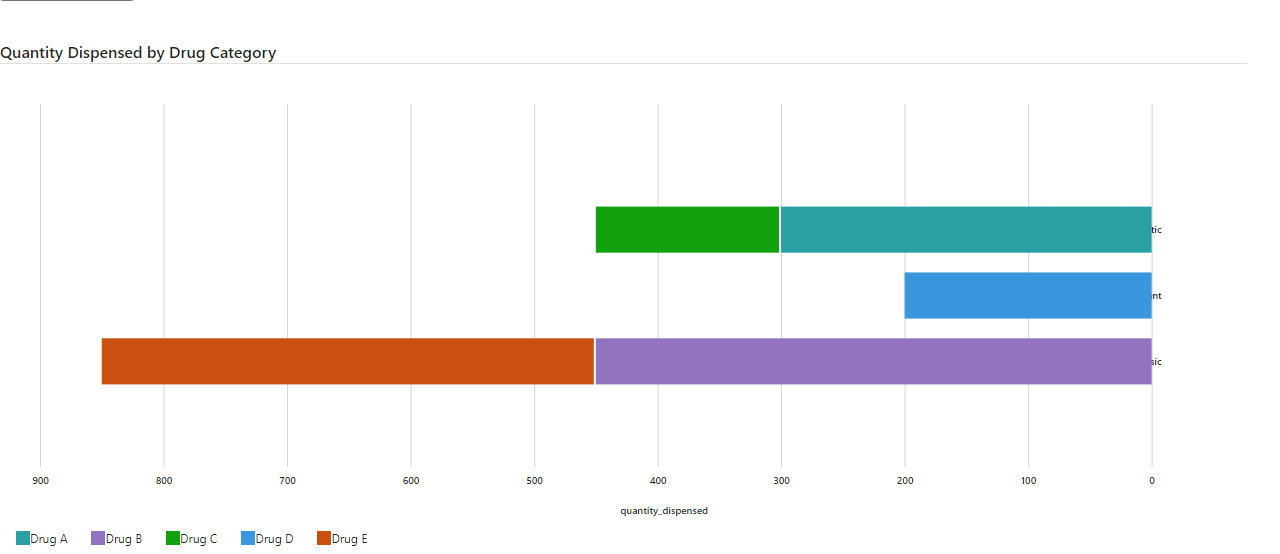 Quantity Dispensed by Drug Category
tic
nt
sic
900 800 700 600 500 400 300 200 100 0
quantity_dispensed
Drug A Drug B Drug C Drug D Drug E